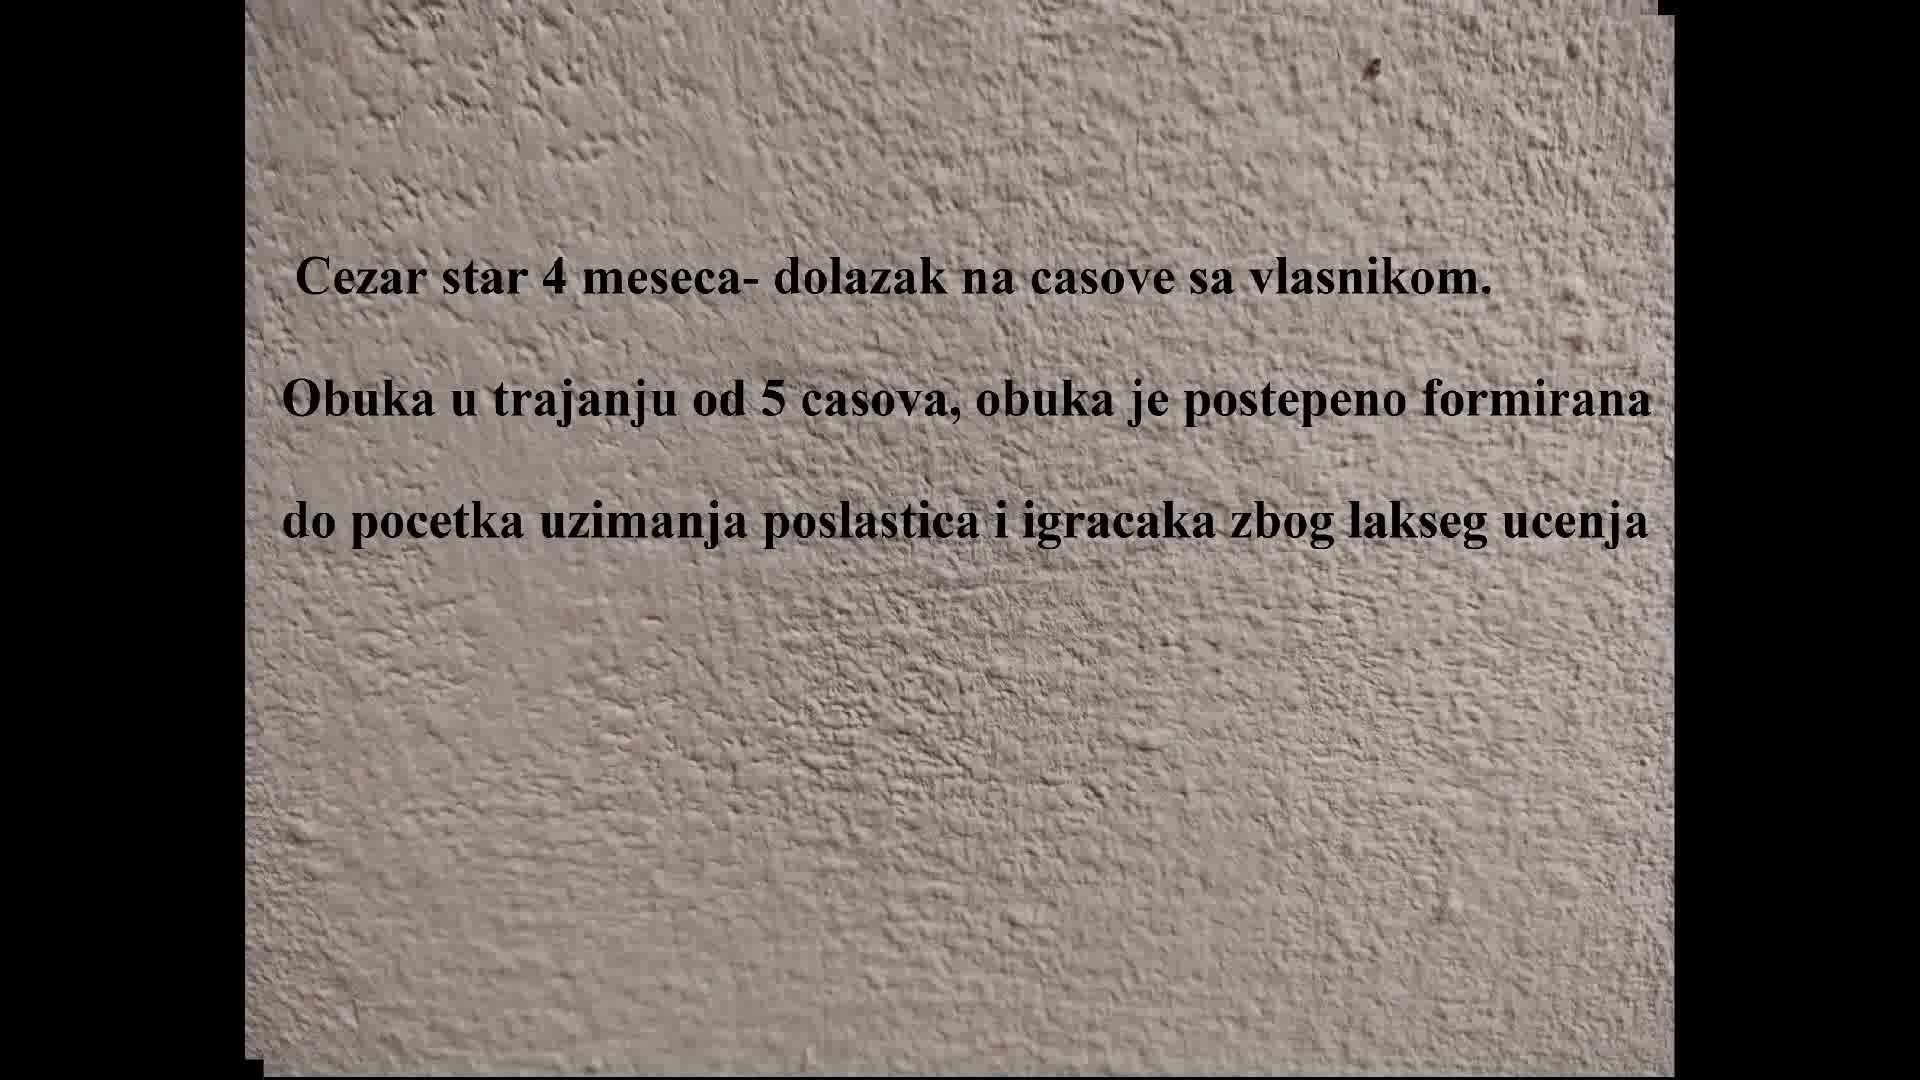 Cezar star 4 meseca- dolazak na casove sa vlasnikom.
Obuka u trajanju od 5 casova, obuka je postepeno formirana
do pocetka uzimanja poslastica i igracaka zbog lakseg ucenja